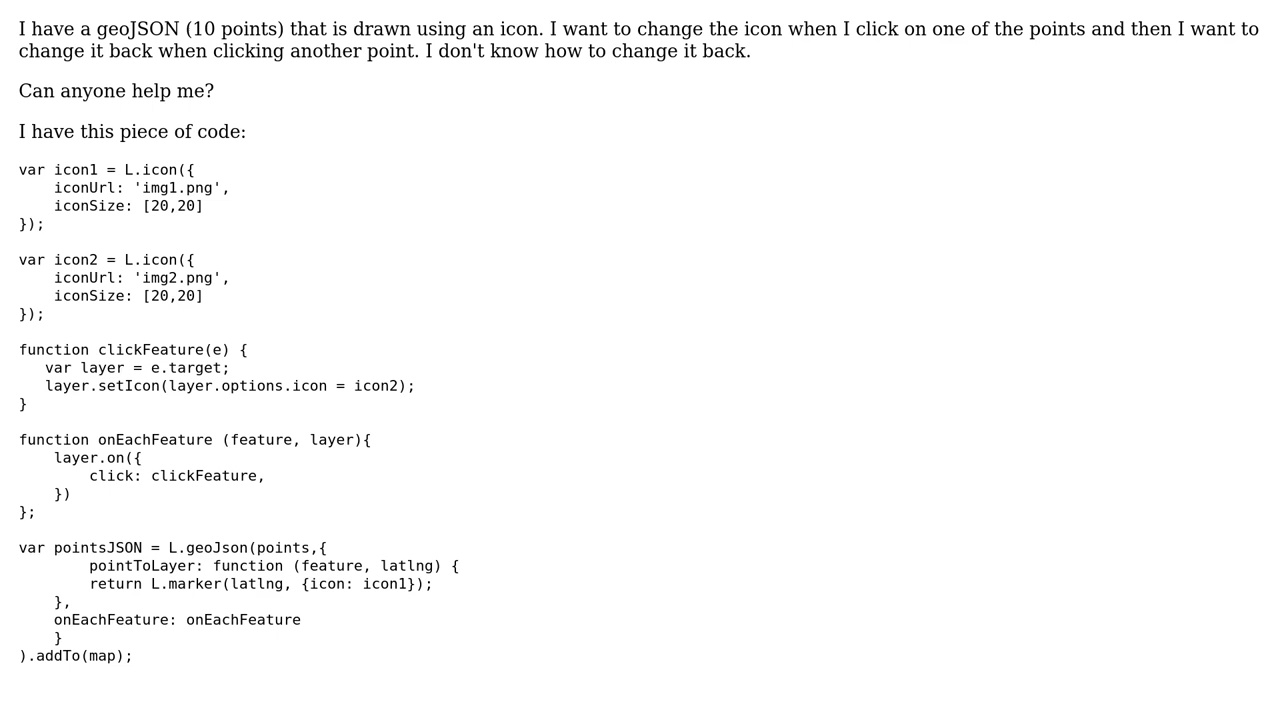 I have a geoJSON (10 points) that is drawn using an icon. I want to change the icon when I click on one of the points and then I want to
change it back when clicking another point. I don't know how to change it back.
Can anyone help me?
I have this piece of code:
var icon1 = L.icon({
    iconUrl: 'img1.png',
    iconSize: [20,20]
});
var icon2 = L.icon({
    iconUrl: 'img2.png',
    iconSize: [20,20]
});
function clickFeature(e) {
   var layer = e.target;
   layer.setIcon(layer.options.icon = icon2);
}
function onEachFeature (feature, layer){
    layer.on({
        click: clickFeature,
    })
};
var pointsJSON = L.geoJson(points,{
        pointToLayer: function (feature, latlng) {
        return L.marker(latlng, {icon: icon1});
    },
    onEachFeature: onEachFeature
    }
).addTo(map);